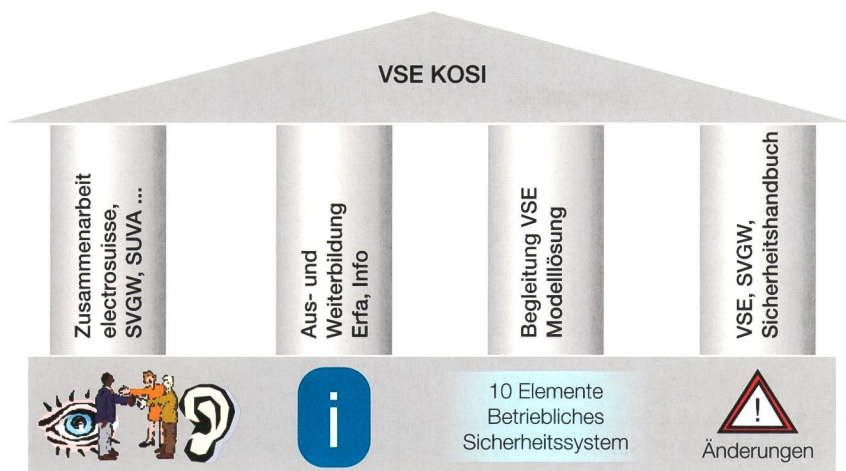 VSE KOSI
Zusammenarbeit
electrosuisse,
SVGW, SUVA ...
Aus- und
Weiterbildung
Erfa, Info
Begleitung VSE
Modelllösung
VSE, SVGW,
Sicherheitshandbuch
i
10 Elemente
Betriebliches
Sicherheitssystem
!
Änderungen